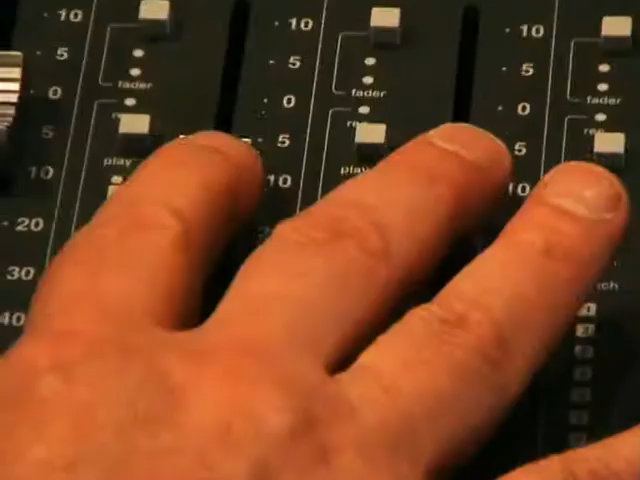 10 10 10
5 5 5
fader fader fader
0 0 0
rec
5 5 5
play play
10 10 10
20
30
40